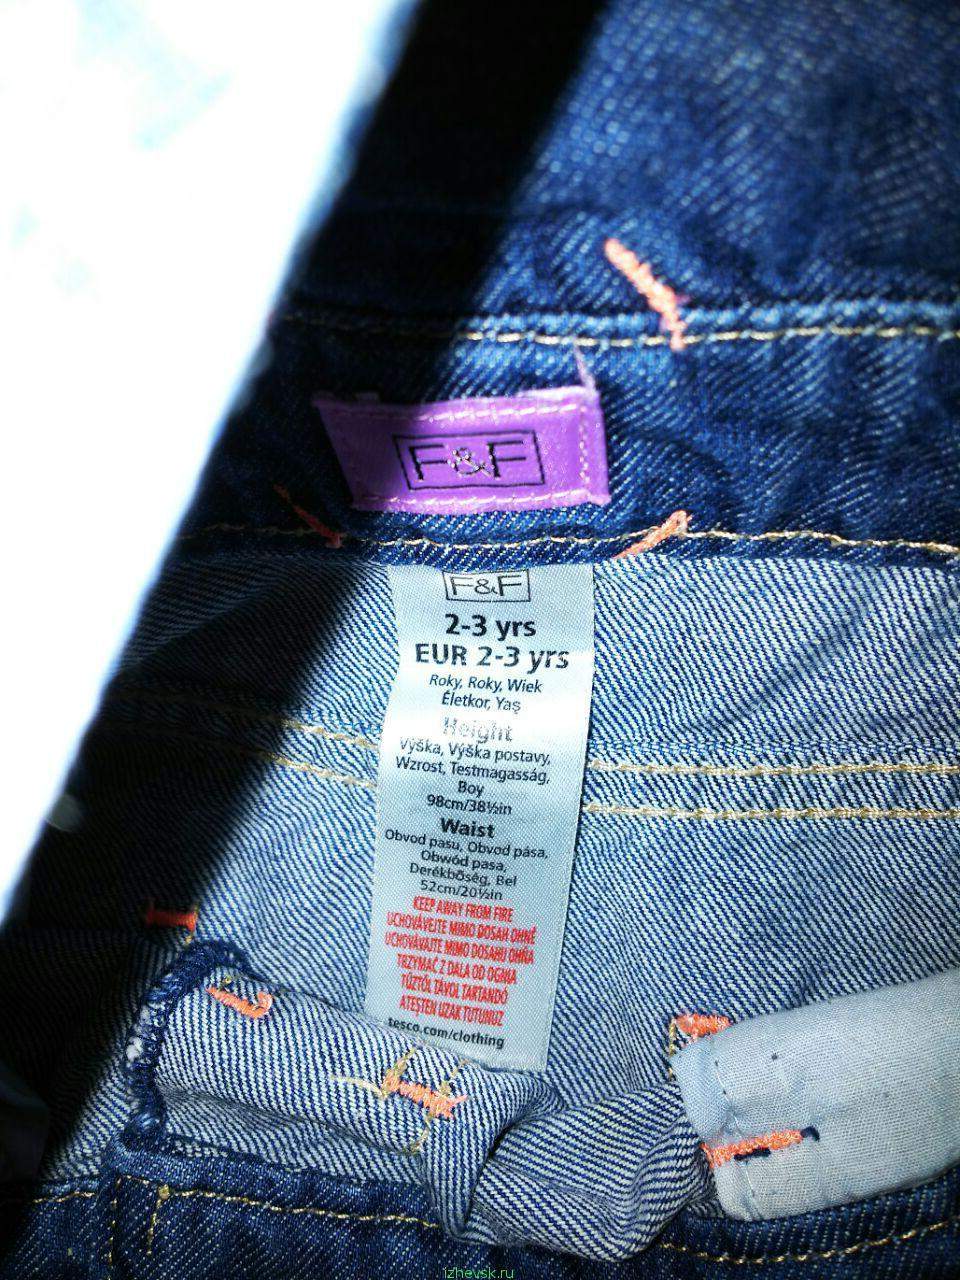 F&F
F&F
2-3 yrs
EUR 2-3 yrs
Roky, Roky, Wiek
Életkor, Yaş
Height
Výška, Výška postavy,
Wzrost, Testmagasság,
Boy
98cm/38½in
Waist
Obvod pasu, Obvod pása,
Obwód pasa,
Derékbőség, Bel
52cm/20½in
KEEP AWAY FROM FIRE
UCHOVÁVEJTE MIMO DOSAH OHNĚ
UCHOVÁVAJTE MIMO DOSAHU OHŇA
TRZYMAĆ Z DALA OD OGNIA
TŰZTŐL TÁVOL TARTANDÓ
ATEŞTEN UZAK TUTUNUZ
tesco.com/clothing
izhevsk.ru